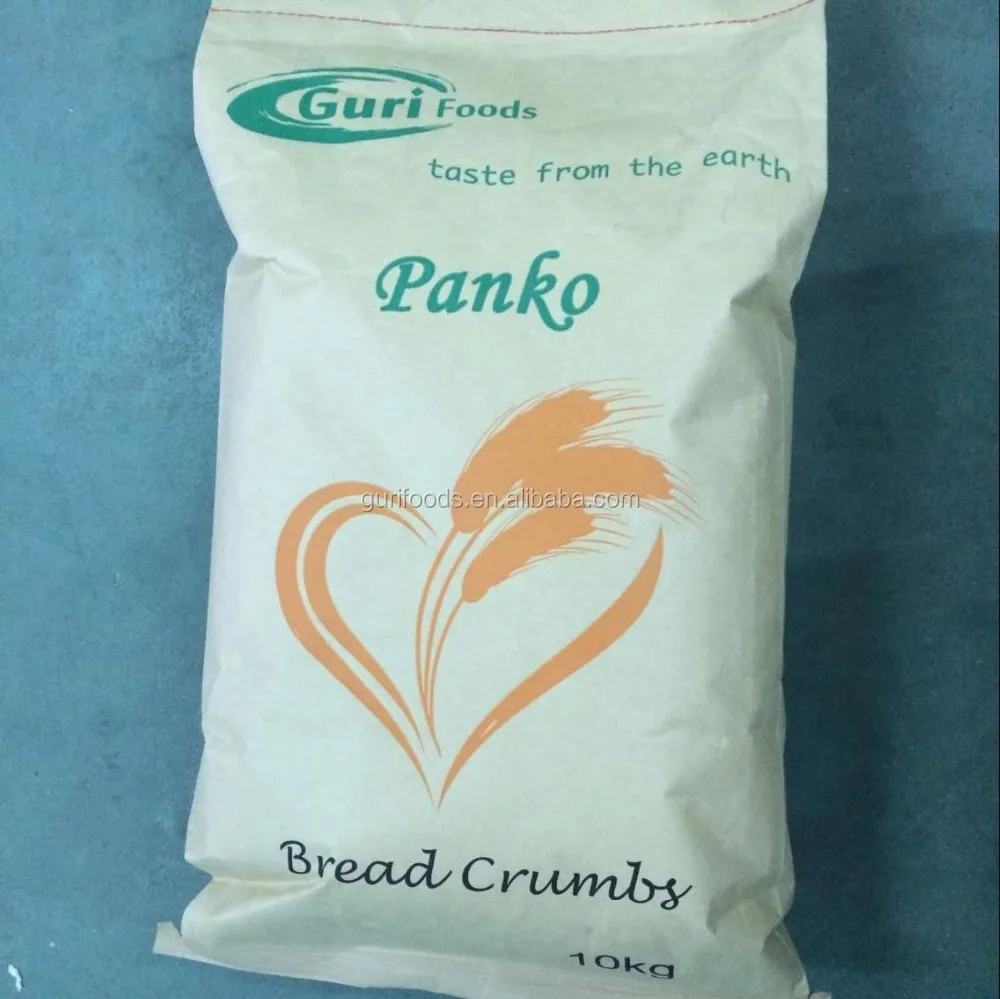 Guri Foods
taste from the earth
Panko
gurifoods.en.alibaba.com
Bread Crumbs
10kg